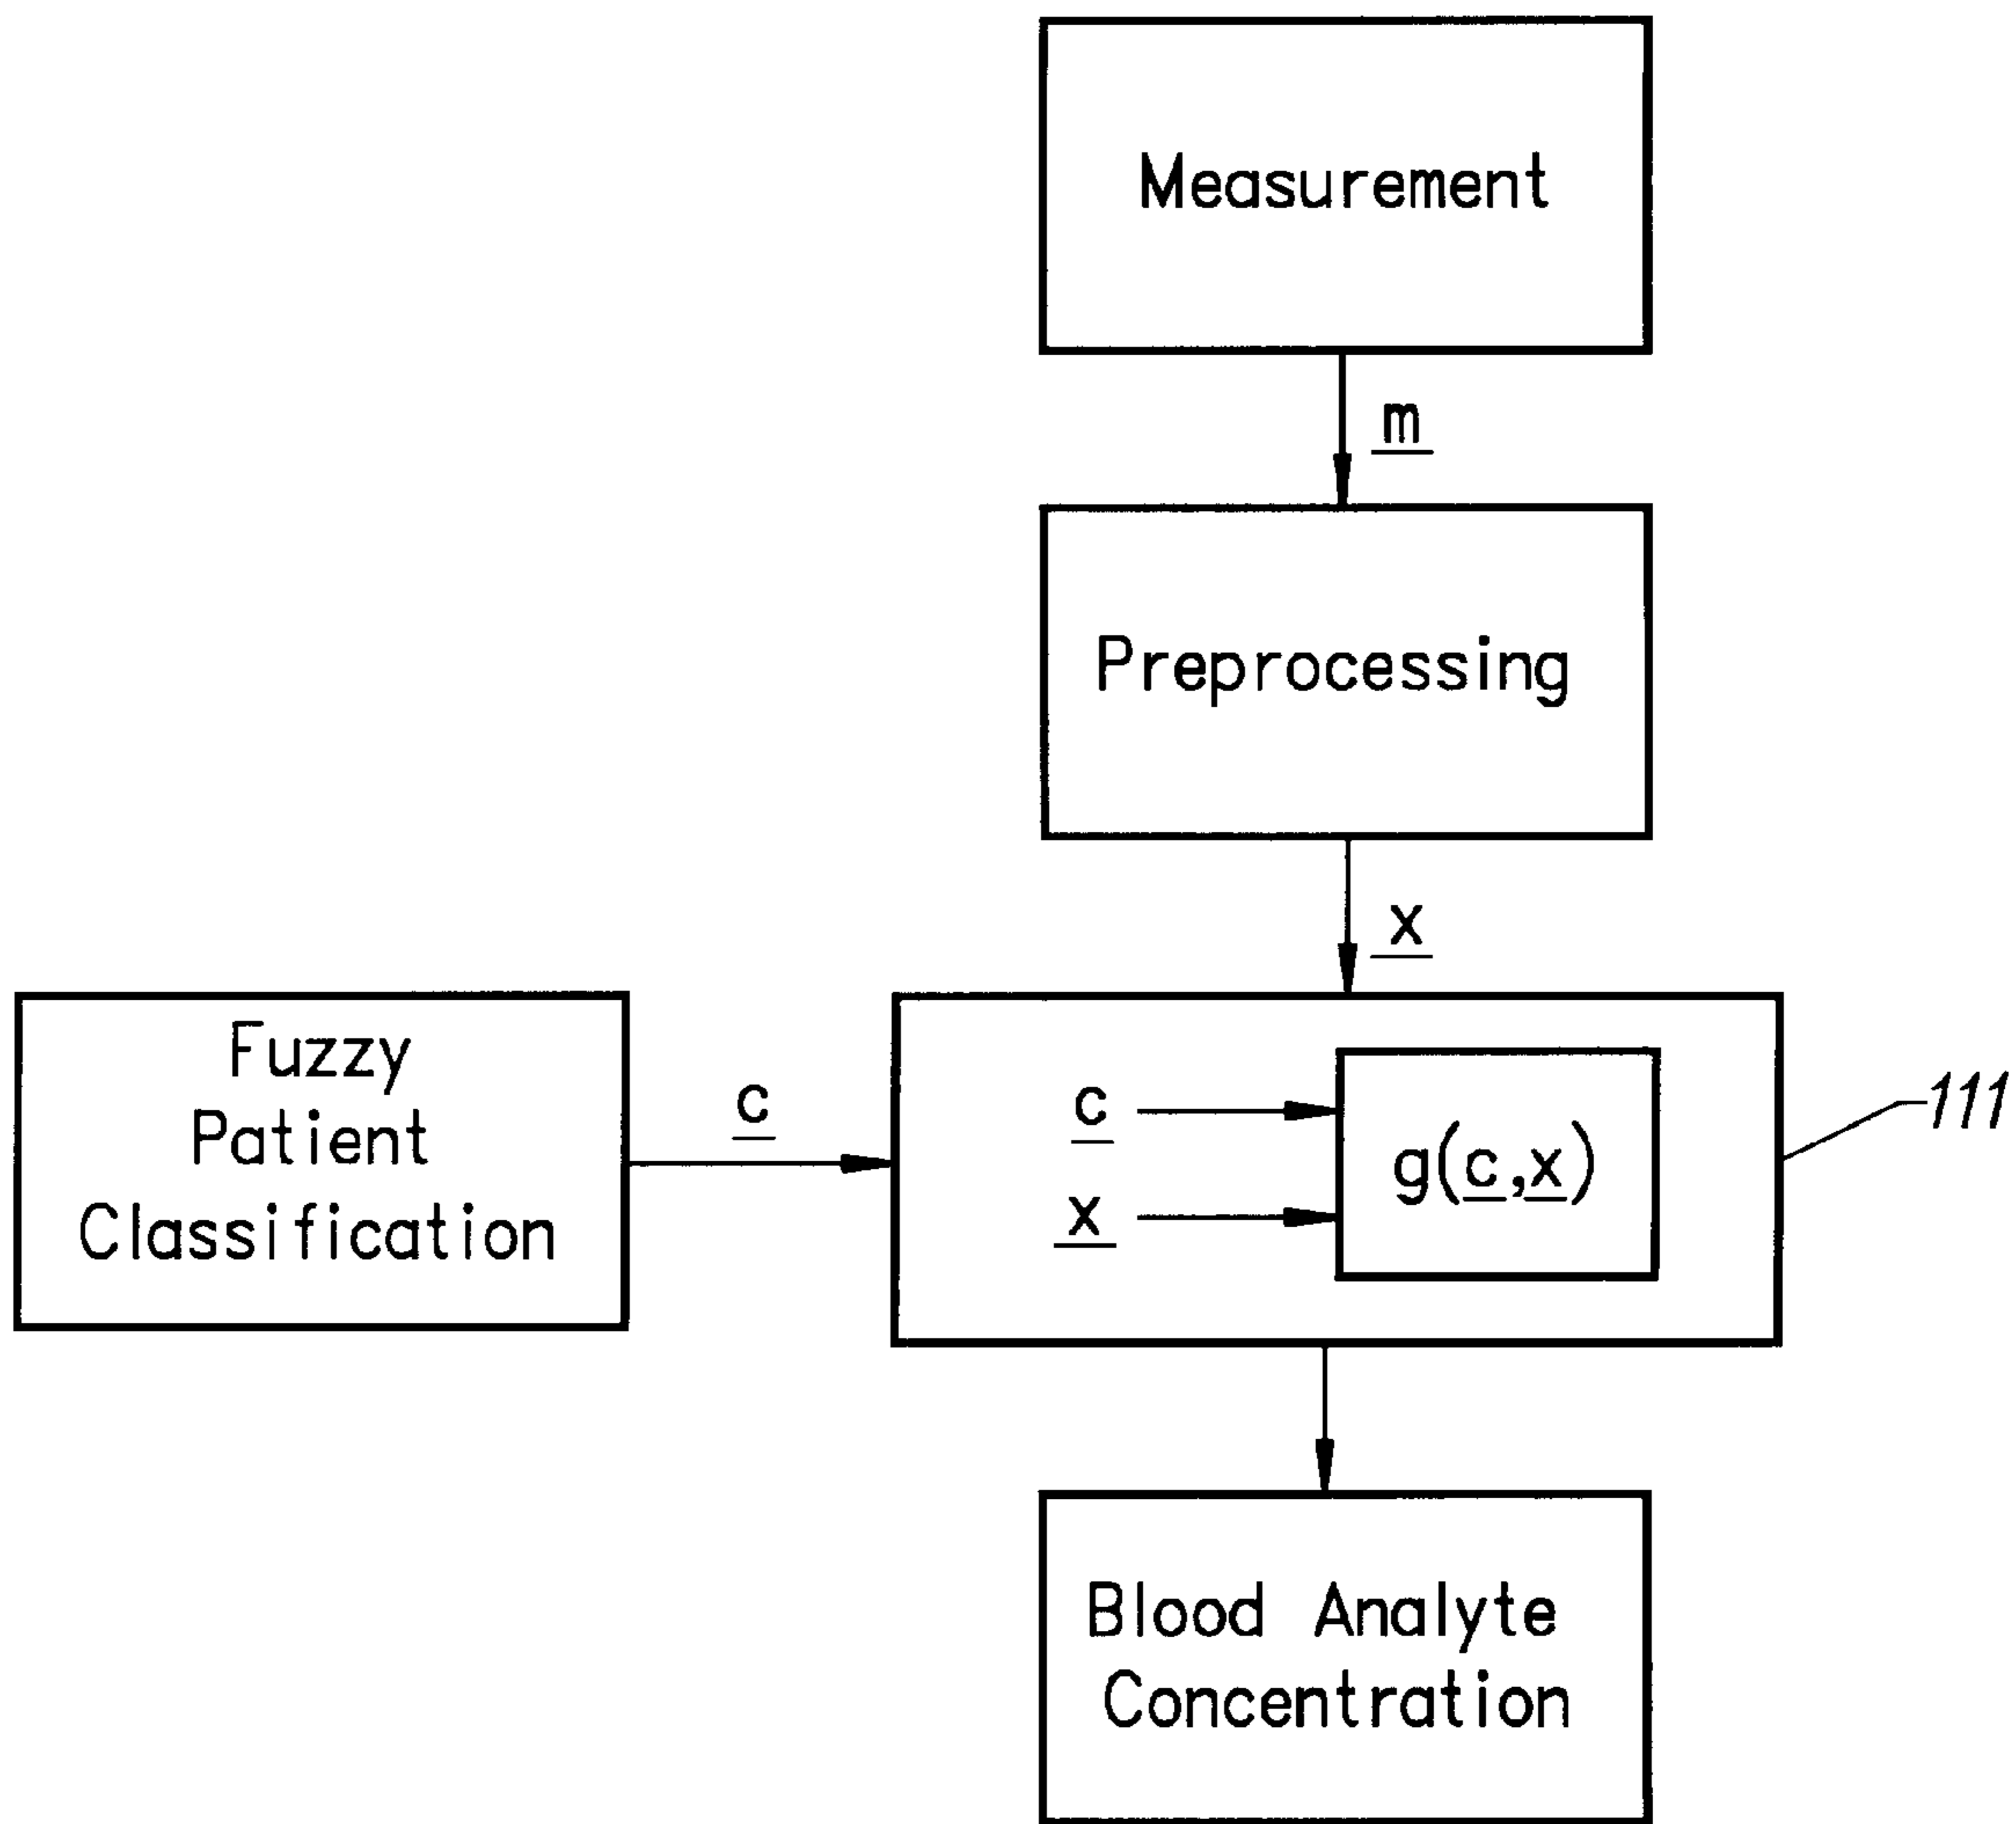 Measurement
m
Preprocessing
x
Fuzzy
Patient
Classification
c
c
x
g(c,x)
111
Blood Analyte
Concentration